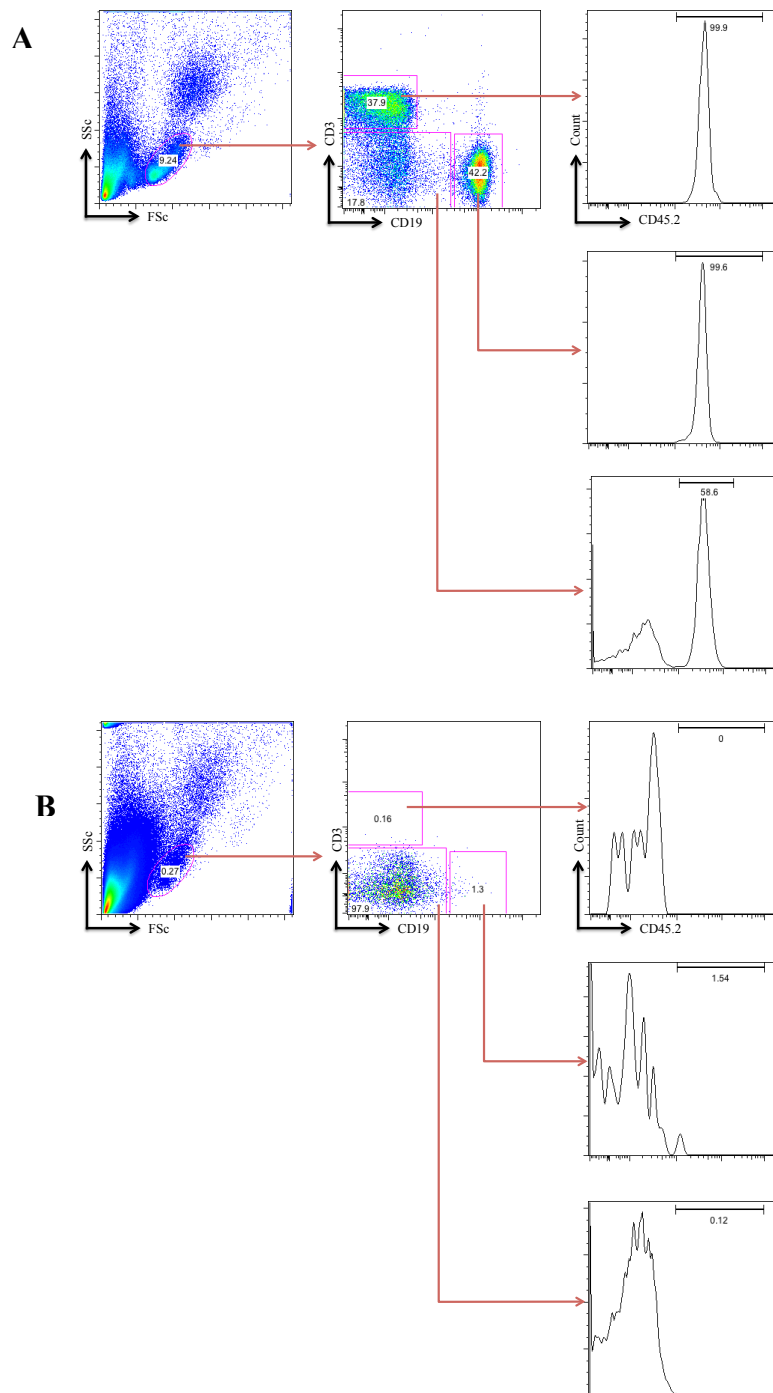 A
SSc
9.24
FSc
CD3
37.9
42.2
17.8
CD19
Count
99.9
CD45.2
99.6
58.6
B
SSc
0.27
FSc
CD3
0.16
1.3
97.9
CD19
Count
0
CD45.2
1.54
0.12